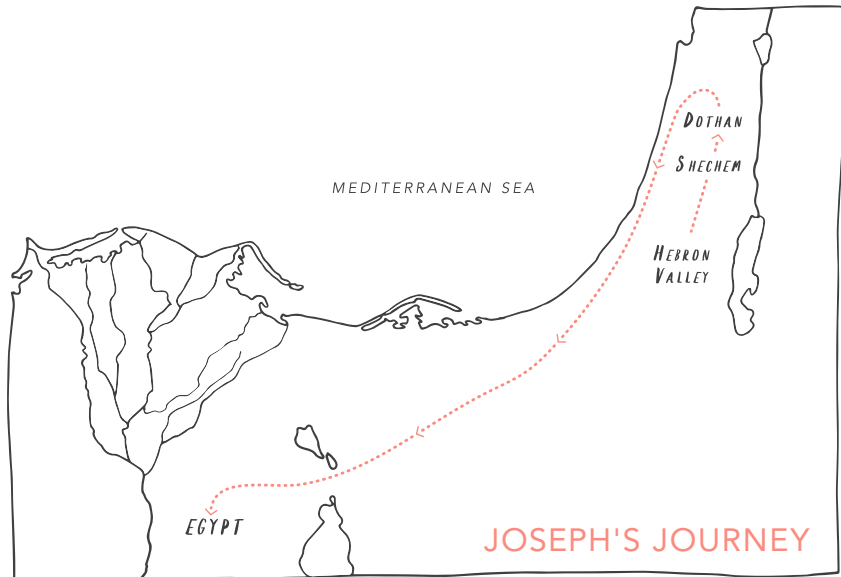 DOTHAN
SHECHEM
MEDITERRANEAN SEA
HEBRON
VALLEY
EGYPT
JOSEPH'S JOURNEY